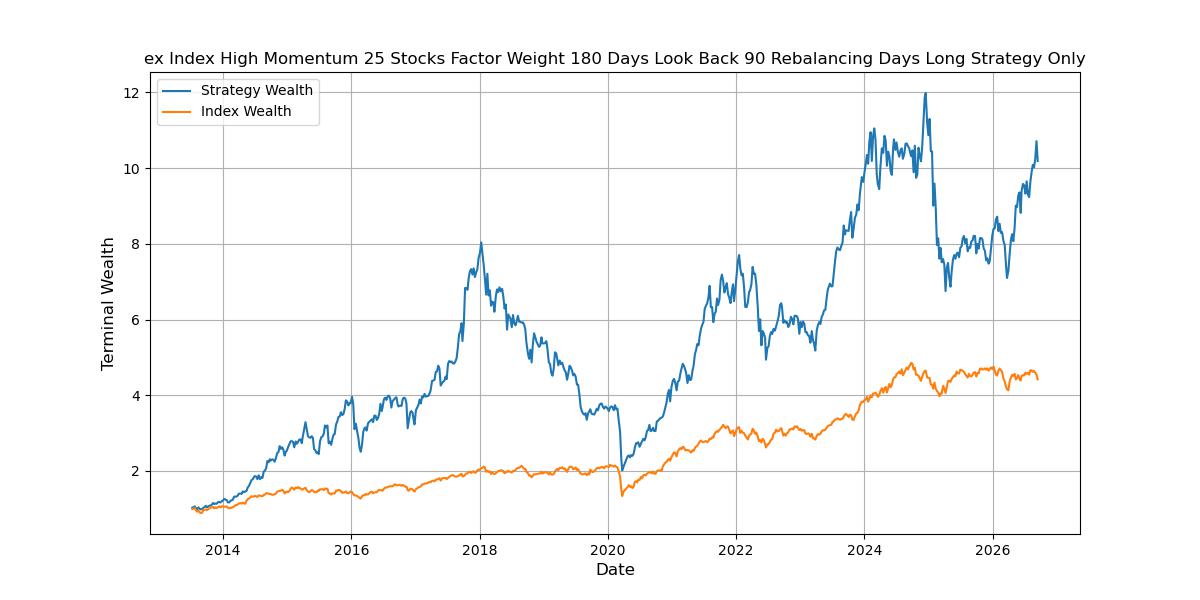 ex Index High Momentum 25 Stocks Factor Weight 180 Days Look Back 90 Rebalancing Days Long Strategy Only
Strategy Wealth
Index Wealth
Terminal Wealth
12
10
8
6
4
2
2014 2016 2018 2020 2022 2024 2026
Date